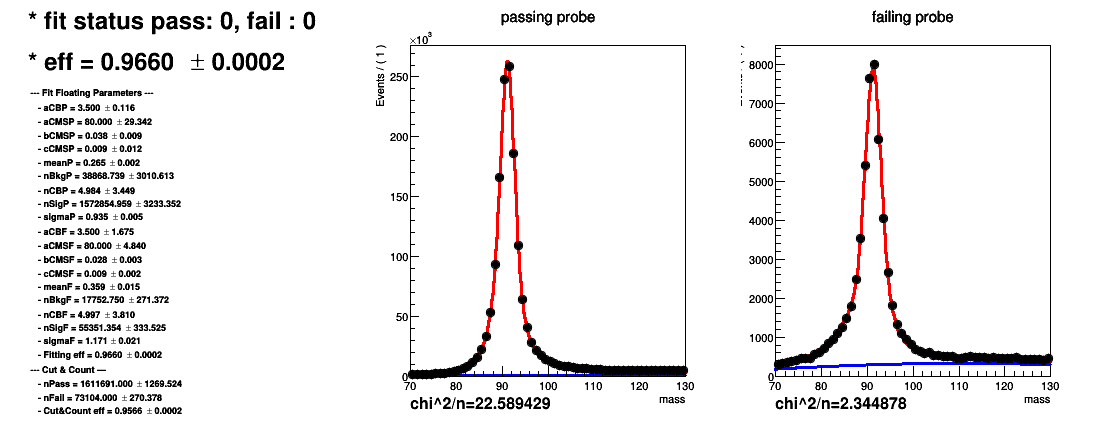 * fit status pass: 0, fail : 0
* eff = 0.9660 ± 0.0002
--- Fit Floating Parameters ---
- aCBP = 3.500 ± 0.116
- aCMSP = 80.000 ± 29.342
- bCMSP = 0.038 ± 0.009
- cCMSP = 0.009 ± 0.012
- meanP = 0.265 ± 0.002
- nBkgP = 38868.739 ± 3010.613
- nCBP = 4.984 ± 3.449
- nSigP = 1572854.959 ± 3233.352
- sigmaP = 0.935 ± 0.005
- aCBF = 3.500 ± 1.675
- aCMSF = 80.000 ± 4.840
- bCMSF = 0.028 ± 0.003
- cCMSF = 0.009 ± 0.002
- meanF = 0.359 ± 0.015
- nBkgF = 17752.750 ± 271.372
- nCBF = 4.997 ± 3.810
- nSigF = 55351.354 ± 333.525
- sigmaF = 1.171 ± 0.021
- Fitting eff = 0.9660 ± 0.0002
--- Cut & Count ---
- nPass = 1611691.000 ± 1269.524
- nFail = 73104.000 ± 270.378
- Cut&Count eff = 0.9566 ± 0.0002
passing probe
×10³
Events / ( 1 )
250
200
150
100
50
0
70 80 90 100 110 120 130
mass
chi^2/n=22.589429
failing probe
8000
7000
6000
5000
4000
3000
2000
1000
0
70 80 90 100 110 120 130
mass
chi^2/n=2.344878